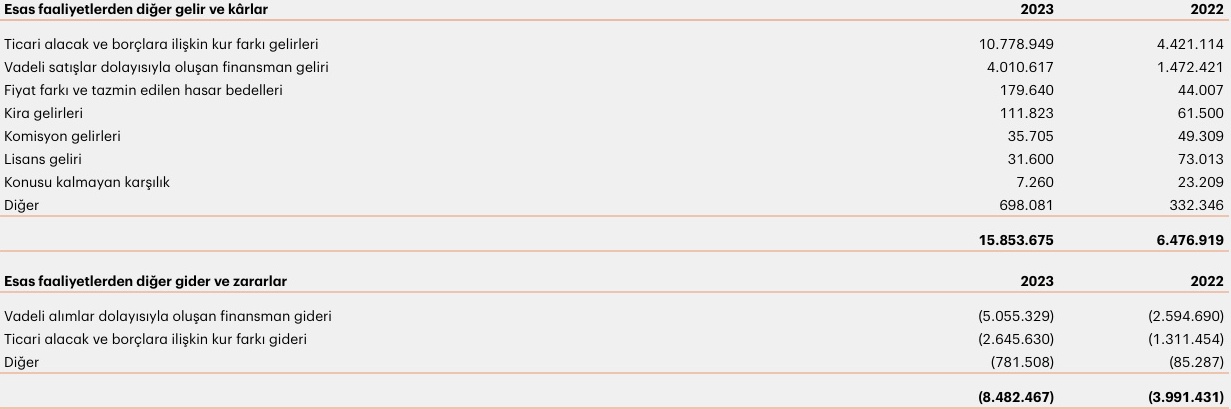 Esas faaliyetlerden diğer gelir ve kârlar 2023 2022
Ticari alacak ve borçlara ilişkin kur farkı gelirleri 10.778.949 4.421.114
Vadeli satışlar dolayısıyla oluşan finansman geliri 4.010.617 1.472.421
Fiyat farkı ve tazmin edilen hasar bedelleri 179.640 44.007
Kira gelirleri 111.823 61.500
Komisyon gelirleri 35.705 49.309
Lisans geliri 31.600 73.013
Konusu kalmayan karşılık 7.260 23.209
Diğer 698.081 332.346
15.853.675 6.476.919
Esas faaliyetlerden diğer gider ve zararlar 2023 2022
Vadeli alımlar dolayısıyla oluşan finansman gideri (5.055.329) (2.594.690)
Ticari alacak ve borçlara ilişkin kur farkı gideri (2.645.630) (1.311.454)
Diğer (781.508) (85.287)
(8.482.467) (3.991.431)